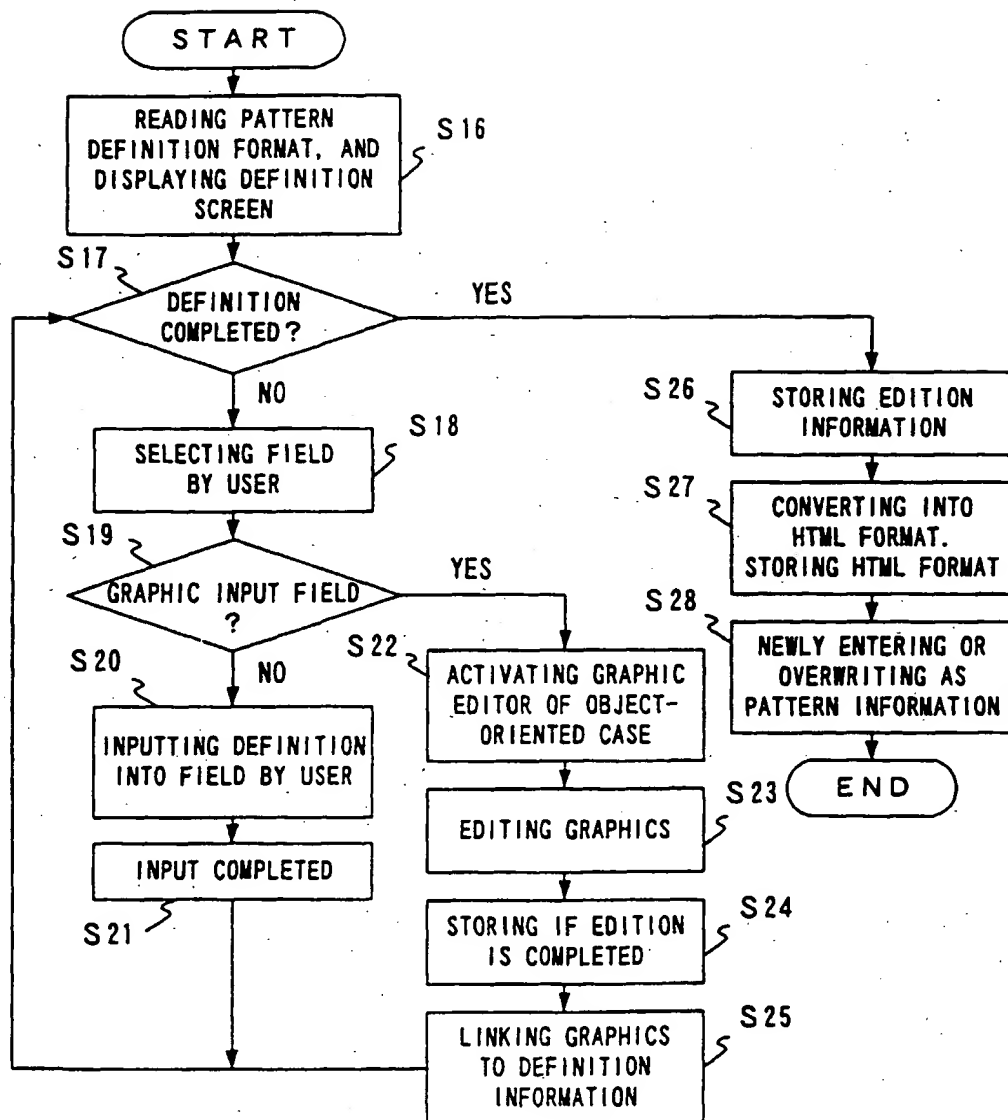 START
READING PATTERN
DEFINITION FORMAT, AND
DISPLAYING DEFINITION
SCREEN
S16
S17
DEFINITION
COMPLETED?
YES
NO
S18
SELECTING FIELD
BY USER
S19
GRAPHIC INPUT FIELD
?
YES
NO
S20
INPUTTING DEFINITION
INTO FIELD BY USER
INPUT COMPLETED
S21
S22
ACTIVATING GRAPHIC
EDITOR OF OBJECT-
ORIENTED CASE
S23
EDITING GRAPHICS
S24
STORING IF EDITION
IS COMPLETED
S25
LINKING GRAPHICS
TO DEFINITION
INFORMATION
S26
STORING EDITION
INFORMATION
S27
CONVERTING INTO
HTML FORMAT.
STORING HTML FORMAT
S28
NEWLY ENTERING OR
OVERWRITING AS
PATTERN INFORMATION
END